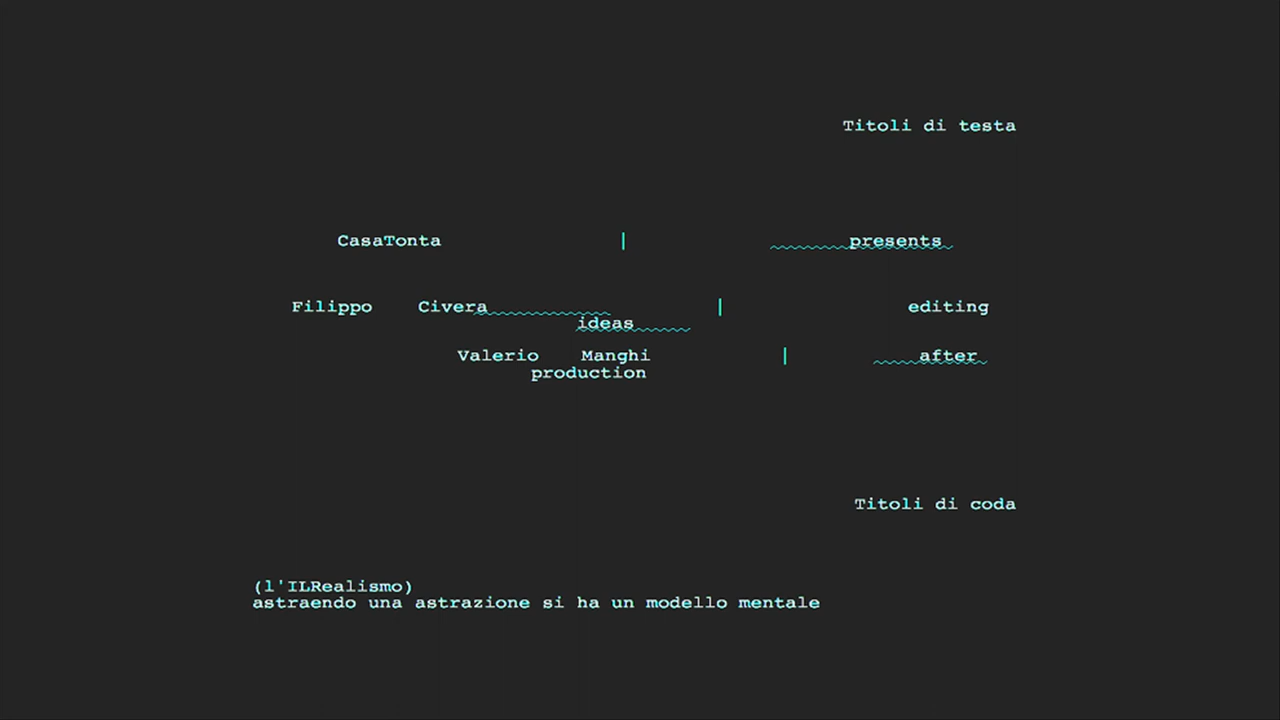 Titoli di testa
CasaTonta | presents
Filippo Civera | editing
ideas
Valerio Manghi | after
production
Titoli di coda
(l'ILRealismo)
astraendo una astrazione si ha un modello mentale